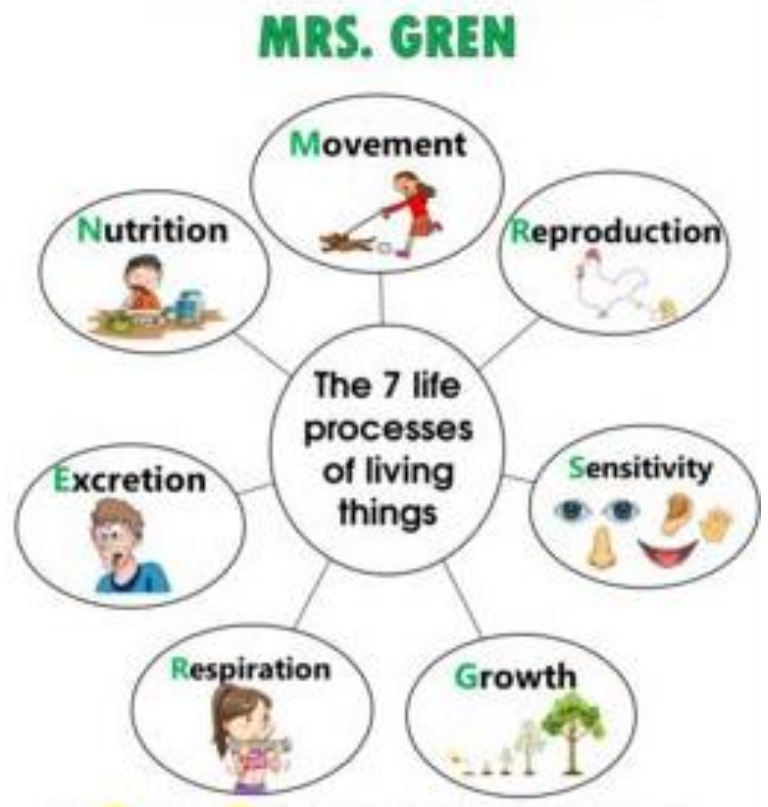 MRS. GREN
Movement
Reproduction
Sensitivity
Growth
Respiration
Excretion
Nutrition
The 7 life
processes
of living
things